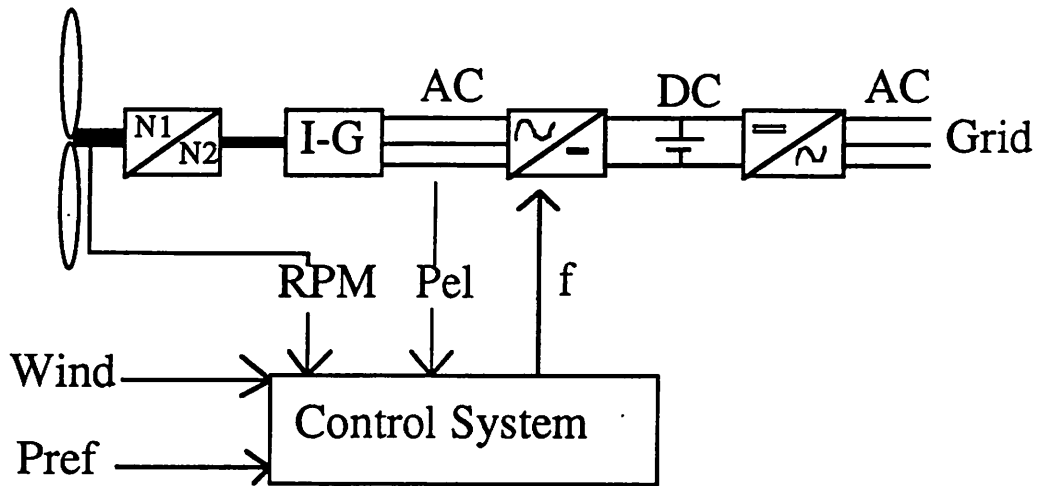 AC
DC
AC
N1
N2
I-G
Grid
RPM
Pel
f
Wind
Control System
Pref